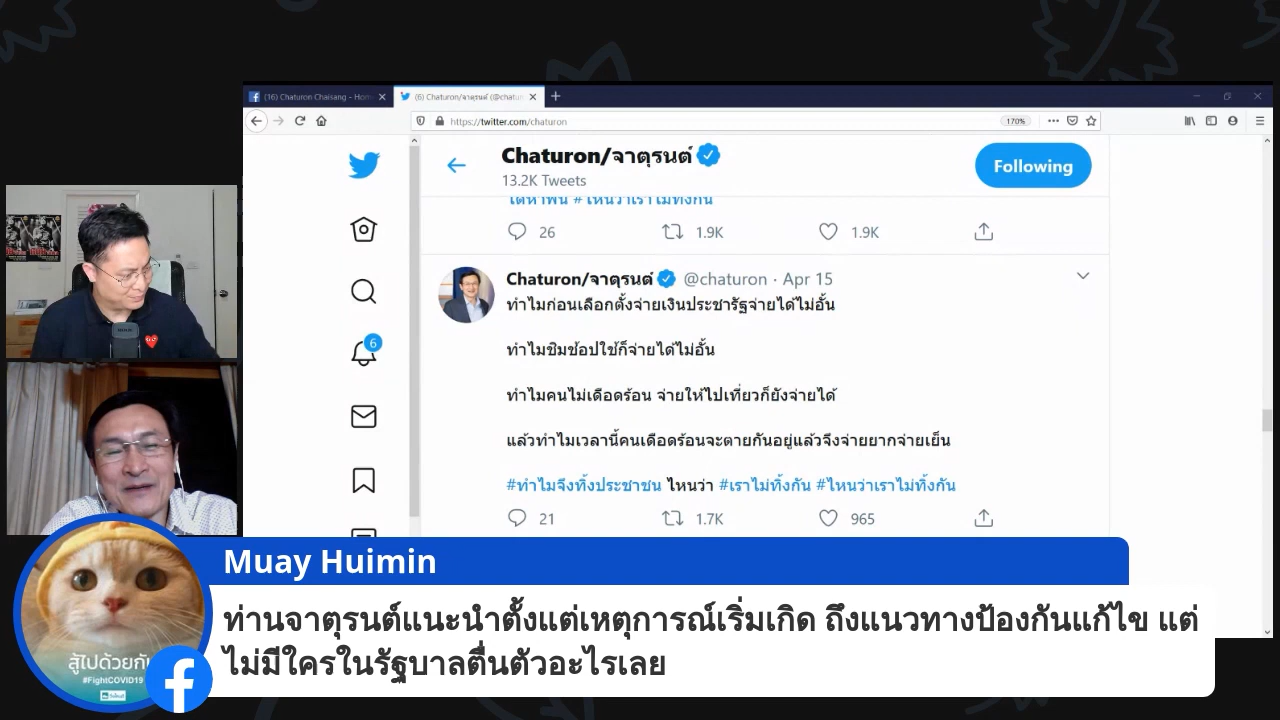 (16) Chaturon Chaisang - Hom
(6) Chaturon/จาตุรนต์ (@chatur
https://twitter.com/chaturon
170%
Chaturon/จาตุรนต์
13.2K Tweets
Following
26
1.9K
1.9K
Chaturon/จาตุรนต์ @chaturon · Apr 15
ทำไมก่อนเลือกตั้งจ่ายเงินประชารัฐจ่ายได้ไม่อั้น
6
ทำไมชิมช้อปใช้ก็จ่ายได้ไม่อั้น
ทำไมคนไม่เดือดร้อน จ่ายให้ไปเที่ยวก็ยังจ่ายได้
แล้วทำไมเวลานี้คนเดือดร้อนจะตายกันอยู่แล้วจึงจ่ายยากจ่ายเย็น
#ทำไมจึงทิ้งประชาชน ไหนว่า #เราไม่ทิ้งกัน #ไหนว่าเราไม่ทิ้งกัน
21
1.7K
965
Muay Huimin
ท่านจาตุรนต์แนะนำตั้งแต่เหตุการณ์เริ่มเกิด ถึงแนวทางป้องกันแก้ไข แต่
ไม่มีใครในรัฐบาลตื่นตัวอะไรเลย
สู้ไปด้วยกัน
#FightCOVID19